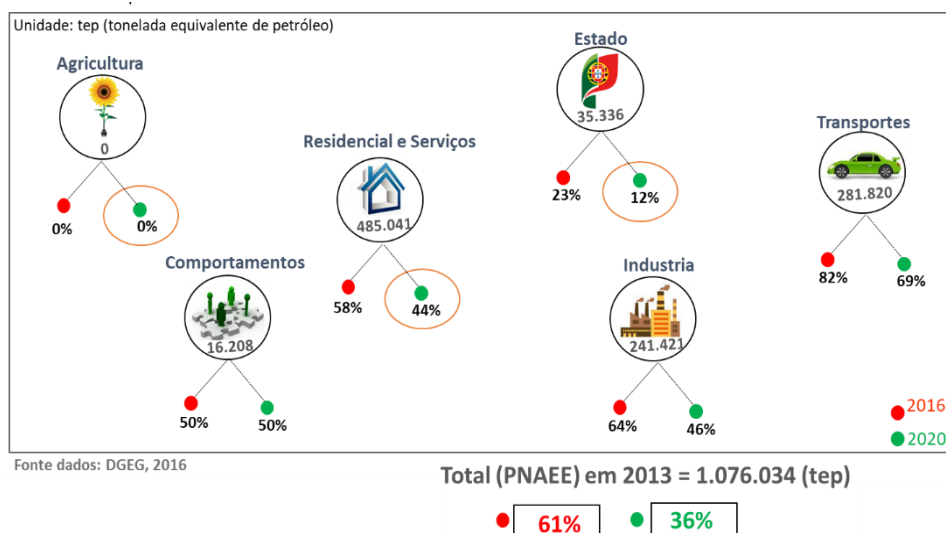 Unidade: tep (tonelada equivalente de petróleo)
Agricultura
0
0%
0%
Residencial e Serviços
485.041
58%
44%
Estado
35.336
23%
12%
Transportes
281.820
82%
69%
Comportamentos
16.208
50%
50%
Industria
241.421
64%
46%
2016
2020
Fonte dados: DGEG, 2016
Total (PNAEE) em 2013 = 1.076.034 (tep)
61%
36%